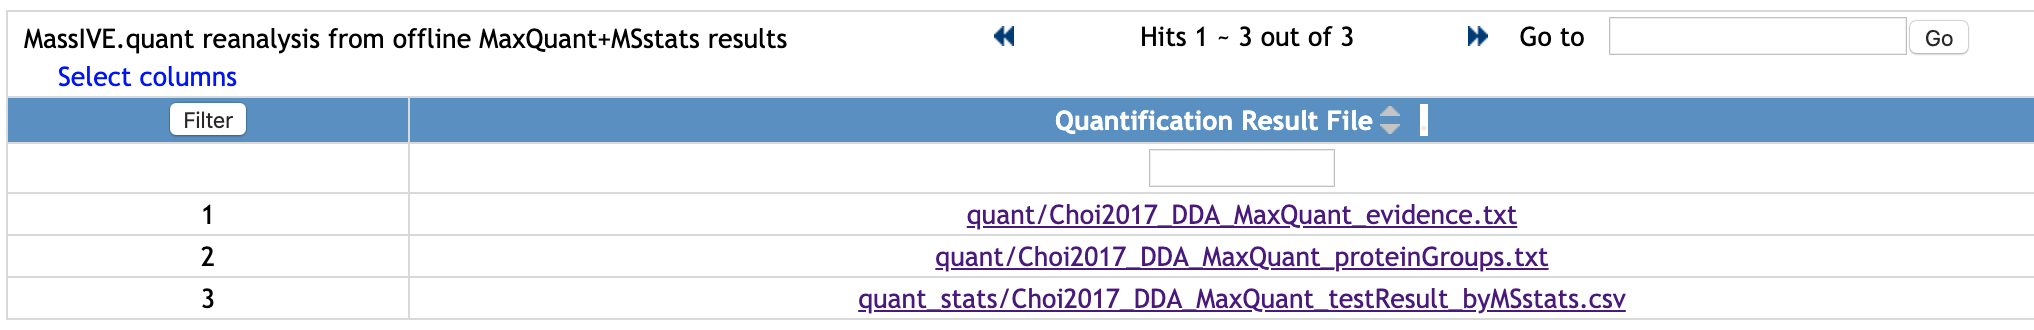 MassIVE.quant reanalysis from offline MaxQuant+MSstats results
Hits 1 ~ 3 out of 3
Go to
Go
Select columns
Filter
Quantification Result File
1
quant/Choi2017_DDA_MaxQuant_evidence.txt
2
quant/Choi2017_DDA_MaxQuant_proteinGroups.txt
3
quant_stats/Choi2017_DDA_MaxQuant_testResult_byMSstats.csv